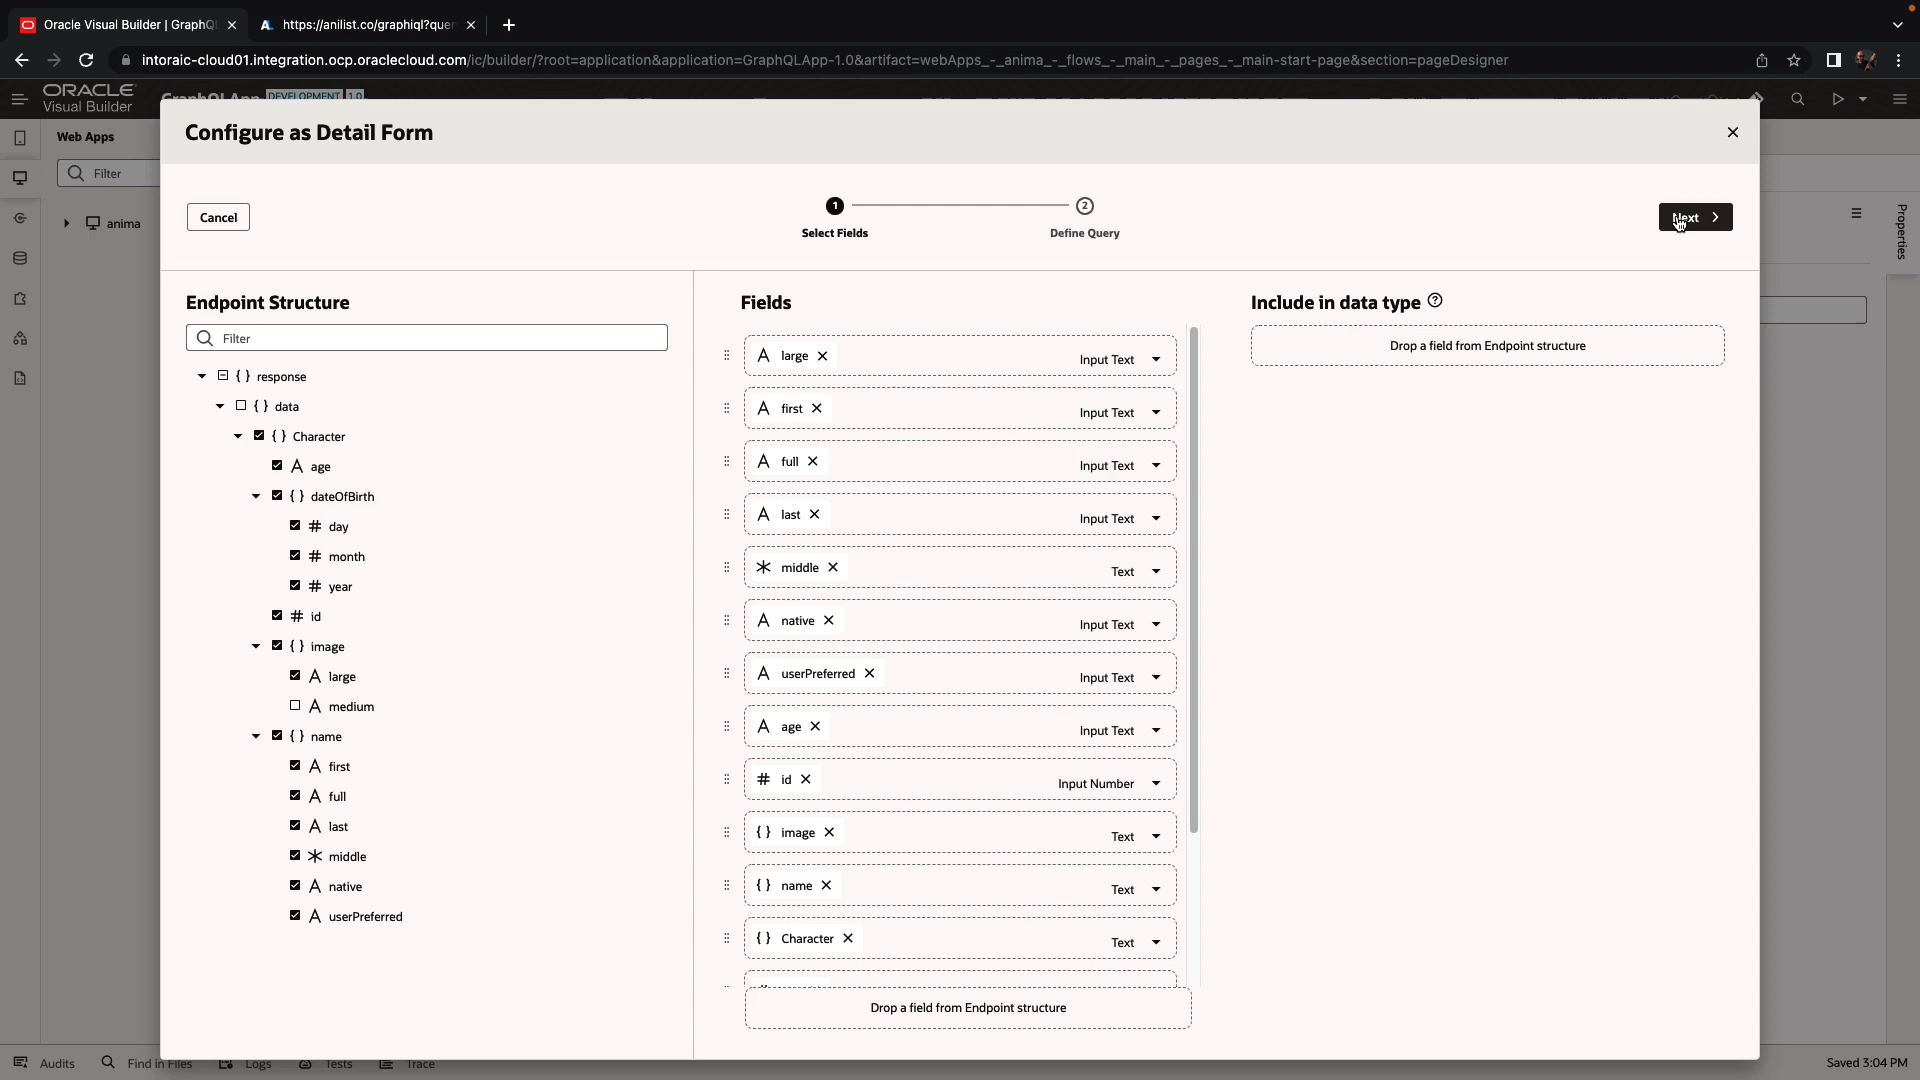 Oracle Visual Builder | GraphQL
https://anilist.co/graphiql?quer
intoraic-cloud01.integration.ocp.oraclecloud.com/ic/builder/?root=application&application=GraphQLApp-1.0&artifact=webApps_-_anima_-_flows_-_main_-_pages_-_main-start-page&section=pageDesigner
ORACLE
Visual Builder
GraphQLApp DEVELOPMENT 1.0
Web Apps
Filter
anima
Configure as Detail Form
Cancel
1
2
Select Fields
Define Query
Next
Properties
Endpoint Structure
Filter
{ } response
{ } data
{ } Character
A age
{ } dateOfBirth
# day
# month
# year
# id
{ } image
A large
A medium
{ } name
A first
A full
A last
middle
A native
A userPreferred
Fields
A large Input Text
A first Input Text
A full Input Text
A last Input Text
middle Text
A native Input Text
A userPreferred Input Text
A age Input Text
# id Input Number
{ } image Text
{ } name Text
{ } Character Text
Drop a field from Endpoint structure
Include in data type ?
Drop a field from Endpoint structure
Audits
Find in Files
Logs
Tests
Trace
Saved 3:04 PM